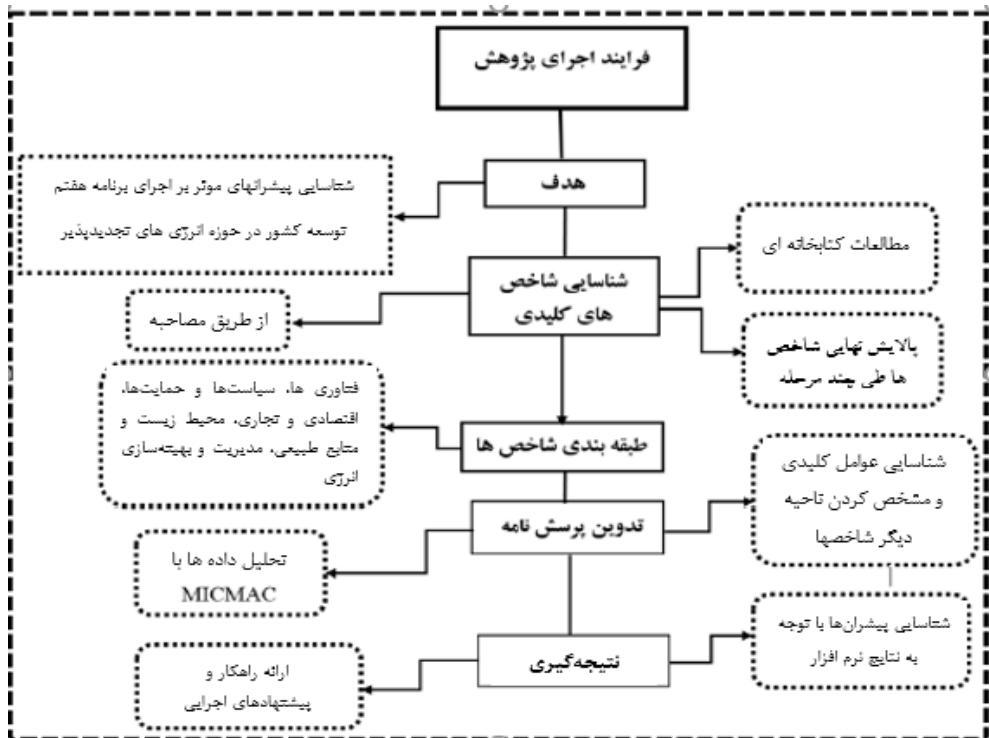 فرایند اجرای پژوهش
هدف
شناسایی پیشرانهای موثر بر اجرای برنامه هفتم
توسعه کشور در حوزه انرژی های تجدیدپذیر
مطالعات کتابخانه ای
شناسایی شاخص
های کلیدی
از طریق مصاحبه
پالایش نهایی شاخص
ها طی چند مرحله
فناوری ها، سیاست‌ها و حمایت‌ها،
اقتصادی و تجاری، محیط زیست و
منابع طبیعی، مدیریت و بهینه‌سازی
انرژی
طبقه بندی شاخص ها
شناسایی عوامل کلیدی
و مشخص کردن ناحیه
دیگر شاخصها
تدوین پرسش نامه
تحلیل داده ها با
MICMAC
شناسایی پیشران‌ها با توجه
به نتایج نرم افزار
نتیجه‌گیری
ارائه راهکار و
پیشنهادهای اجرایی